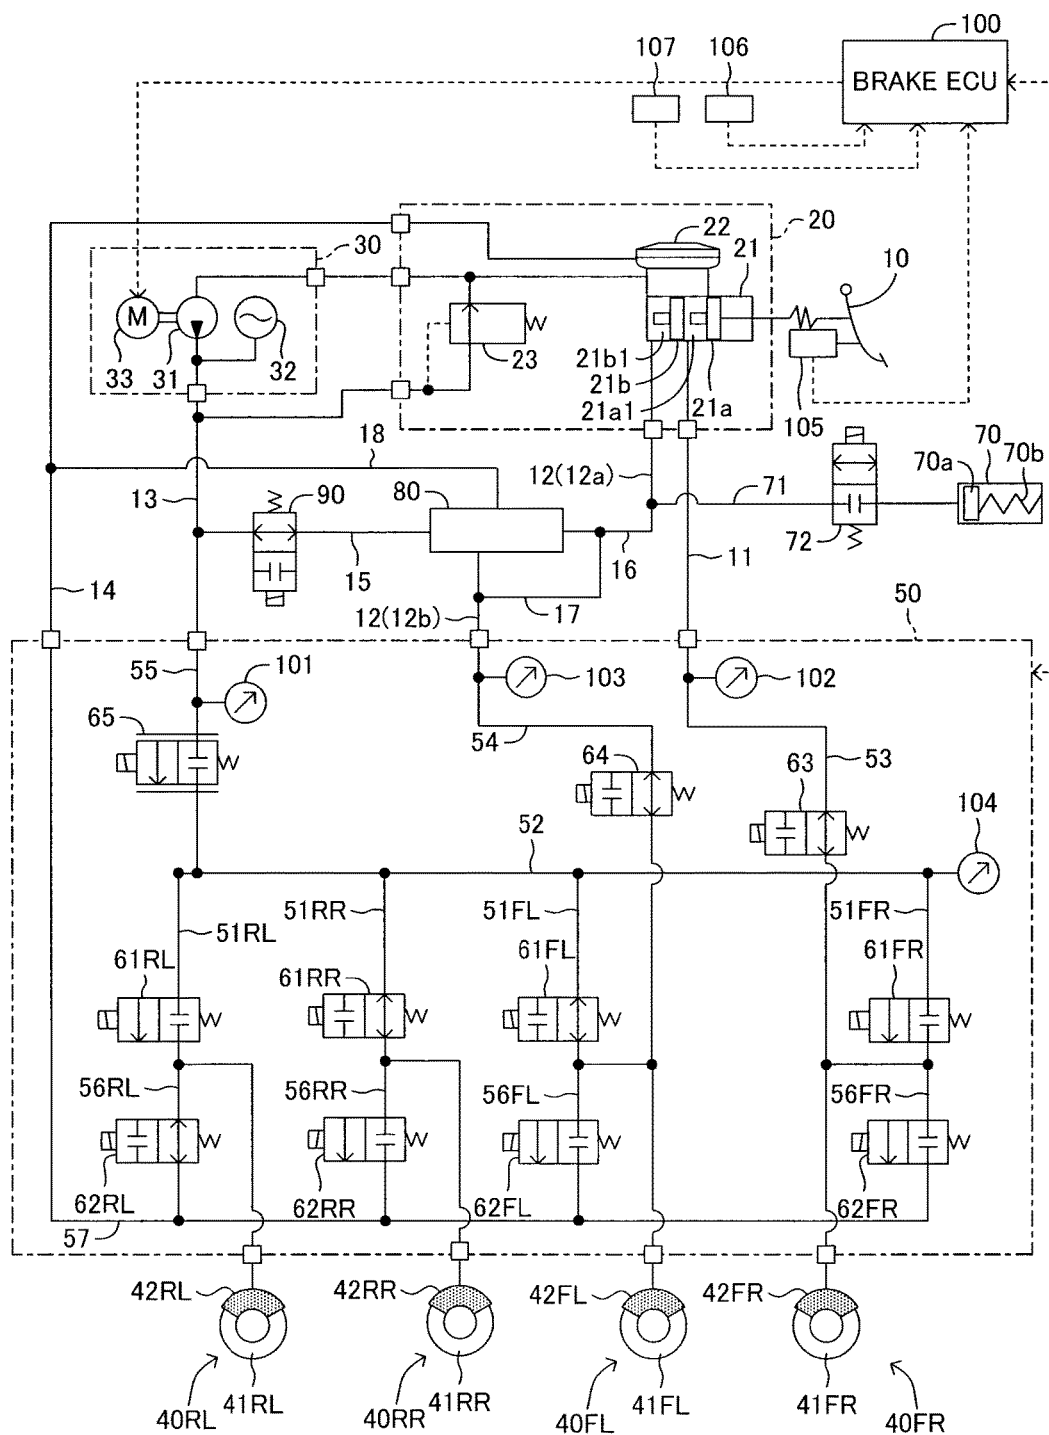 107
106
100
BRAKE ECU
30
20
22
21
10
M
33
31
32
23
21b1
21b
21a1
21a
105
18
12(12a)
70
70a
70b
13
90
80
71
72
15
16
11
14
12(12b)
17
50
55
101
103
102
65
54
64
53
63
104
52
51RL
51RR
51FL
51FR
61RL
61RR
61FL
61FR
56RL
56RR
56FL
56FR
62RL
62RR
62FL
62FR
57
42RL
42RR
42FL
42FR
40RL
41RL
40RR
41RR
40FL
41FL
41FR
40FR